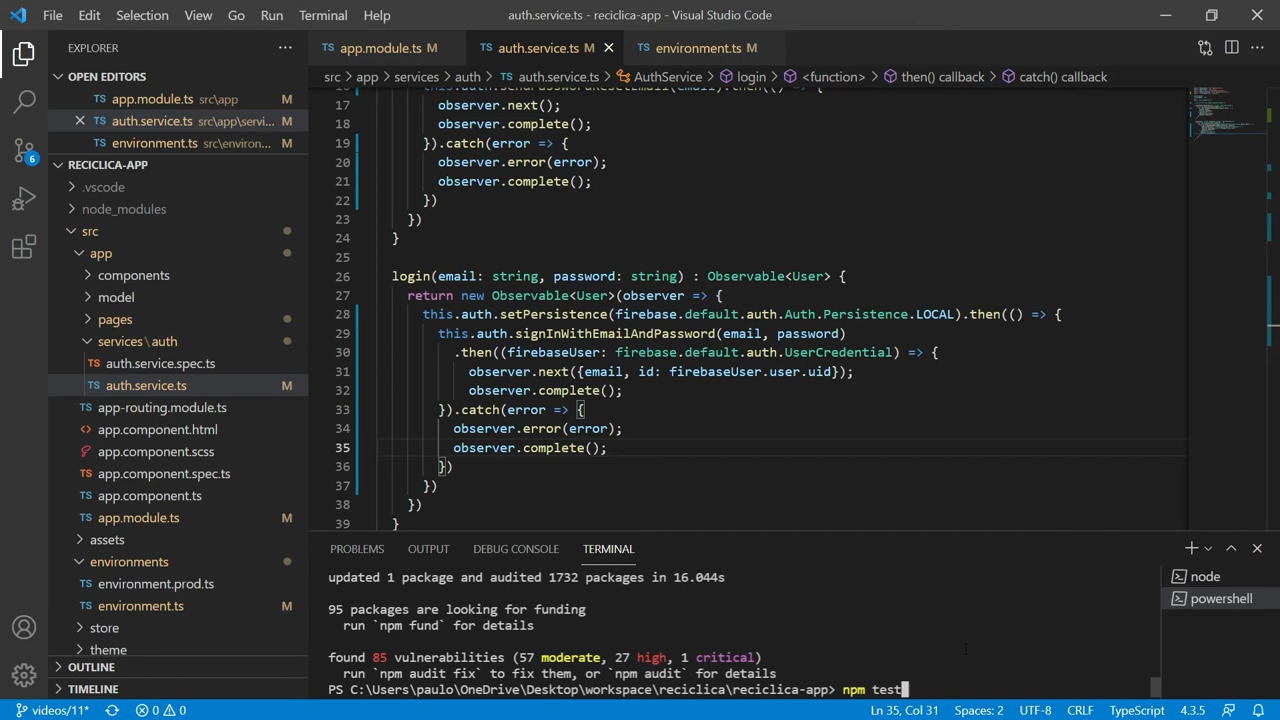 File Edit Selection View Go Run Terminal Help auth.service.ts - reciclica-app - Visual Studio Code
EXPLORER
TS app.module.ts M TS auth.service.ts M TS environment.ts M
src > app > services > auth > TS auth.service.ts > AuthService > login > <function> > then() callback > catch() callback
OPEN EDITORS
TS app.module.ts src\app M
TS auth.service.ts src\app\servi... M
TS environment.ts src\environ... M
RECICLICA-APP
.vscode
node_modules
src
app
components
model
pages
services\auth
TS auth.service.spec.ts
TS auth.service.ts M
TS app-routing.module.ts
app.component.html
app.component.scss
TS app.component.spec.ts
TS app.component.ts
TS app.module.ts M
assets
environments
TS environment.prod.ts
TS environment.ts M
store
theme
OUTLINE
TIMELINE
16 this.auth.sendPasswordResetEmail(email).then(() => {
17 observer.next();
18 observer.complete();
19 }).catch(error => {
20 observer.error(error);
21 observer.complete();
22 })
23 })
24 }
25
26 login(email: string, password: string) : Observable<User> {
27 return new Observable<User>(observer => {
28 this.auth.setPersistence(firebase.default.auth.Auth.Persistence.LOCAL).then(() => {
29 this.auth.signInWithEmailAndPassword(email, password)
30 .then((firebaseUser: firebase.default.auth.UserCredential) => {
31 observer.next({email, id: firebaseUser.user.uid});
32 observer.complete();
33 }).catch(error => {
34 observer.error(error);
35 observer.complete();
36 })
37 })
38 })
39 }
PROBLEMS OUTPUT DEBUG CONSOLE TERMINAL
updated 1 package and audited 1732 packages in 16.044s
95 packages are looking for funding
run `npm fund` for details
found 85 vulnerabilities (57 moderate, 27 high, 1 critical)
run `npm audit fix` to fix them, or `npm audit` for details
PS C:\Users\paulo\OneDrive\Desktop\workspace\reciclica\reciclica-app> npm test
node
powershell
6
videos/11* 0 0 Ln 35, Col 31 Spaces: 2 UTF-8 CRLF TypeScript 4.3.5